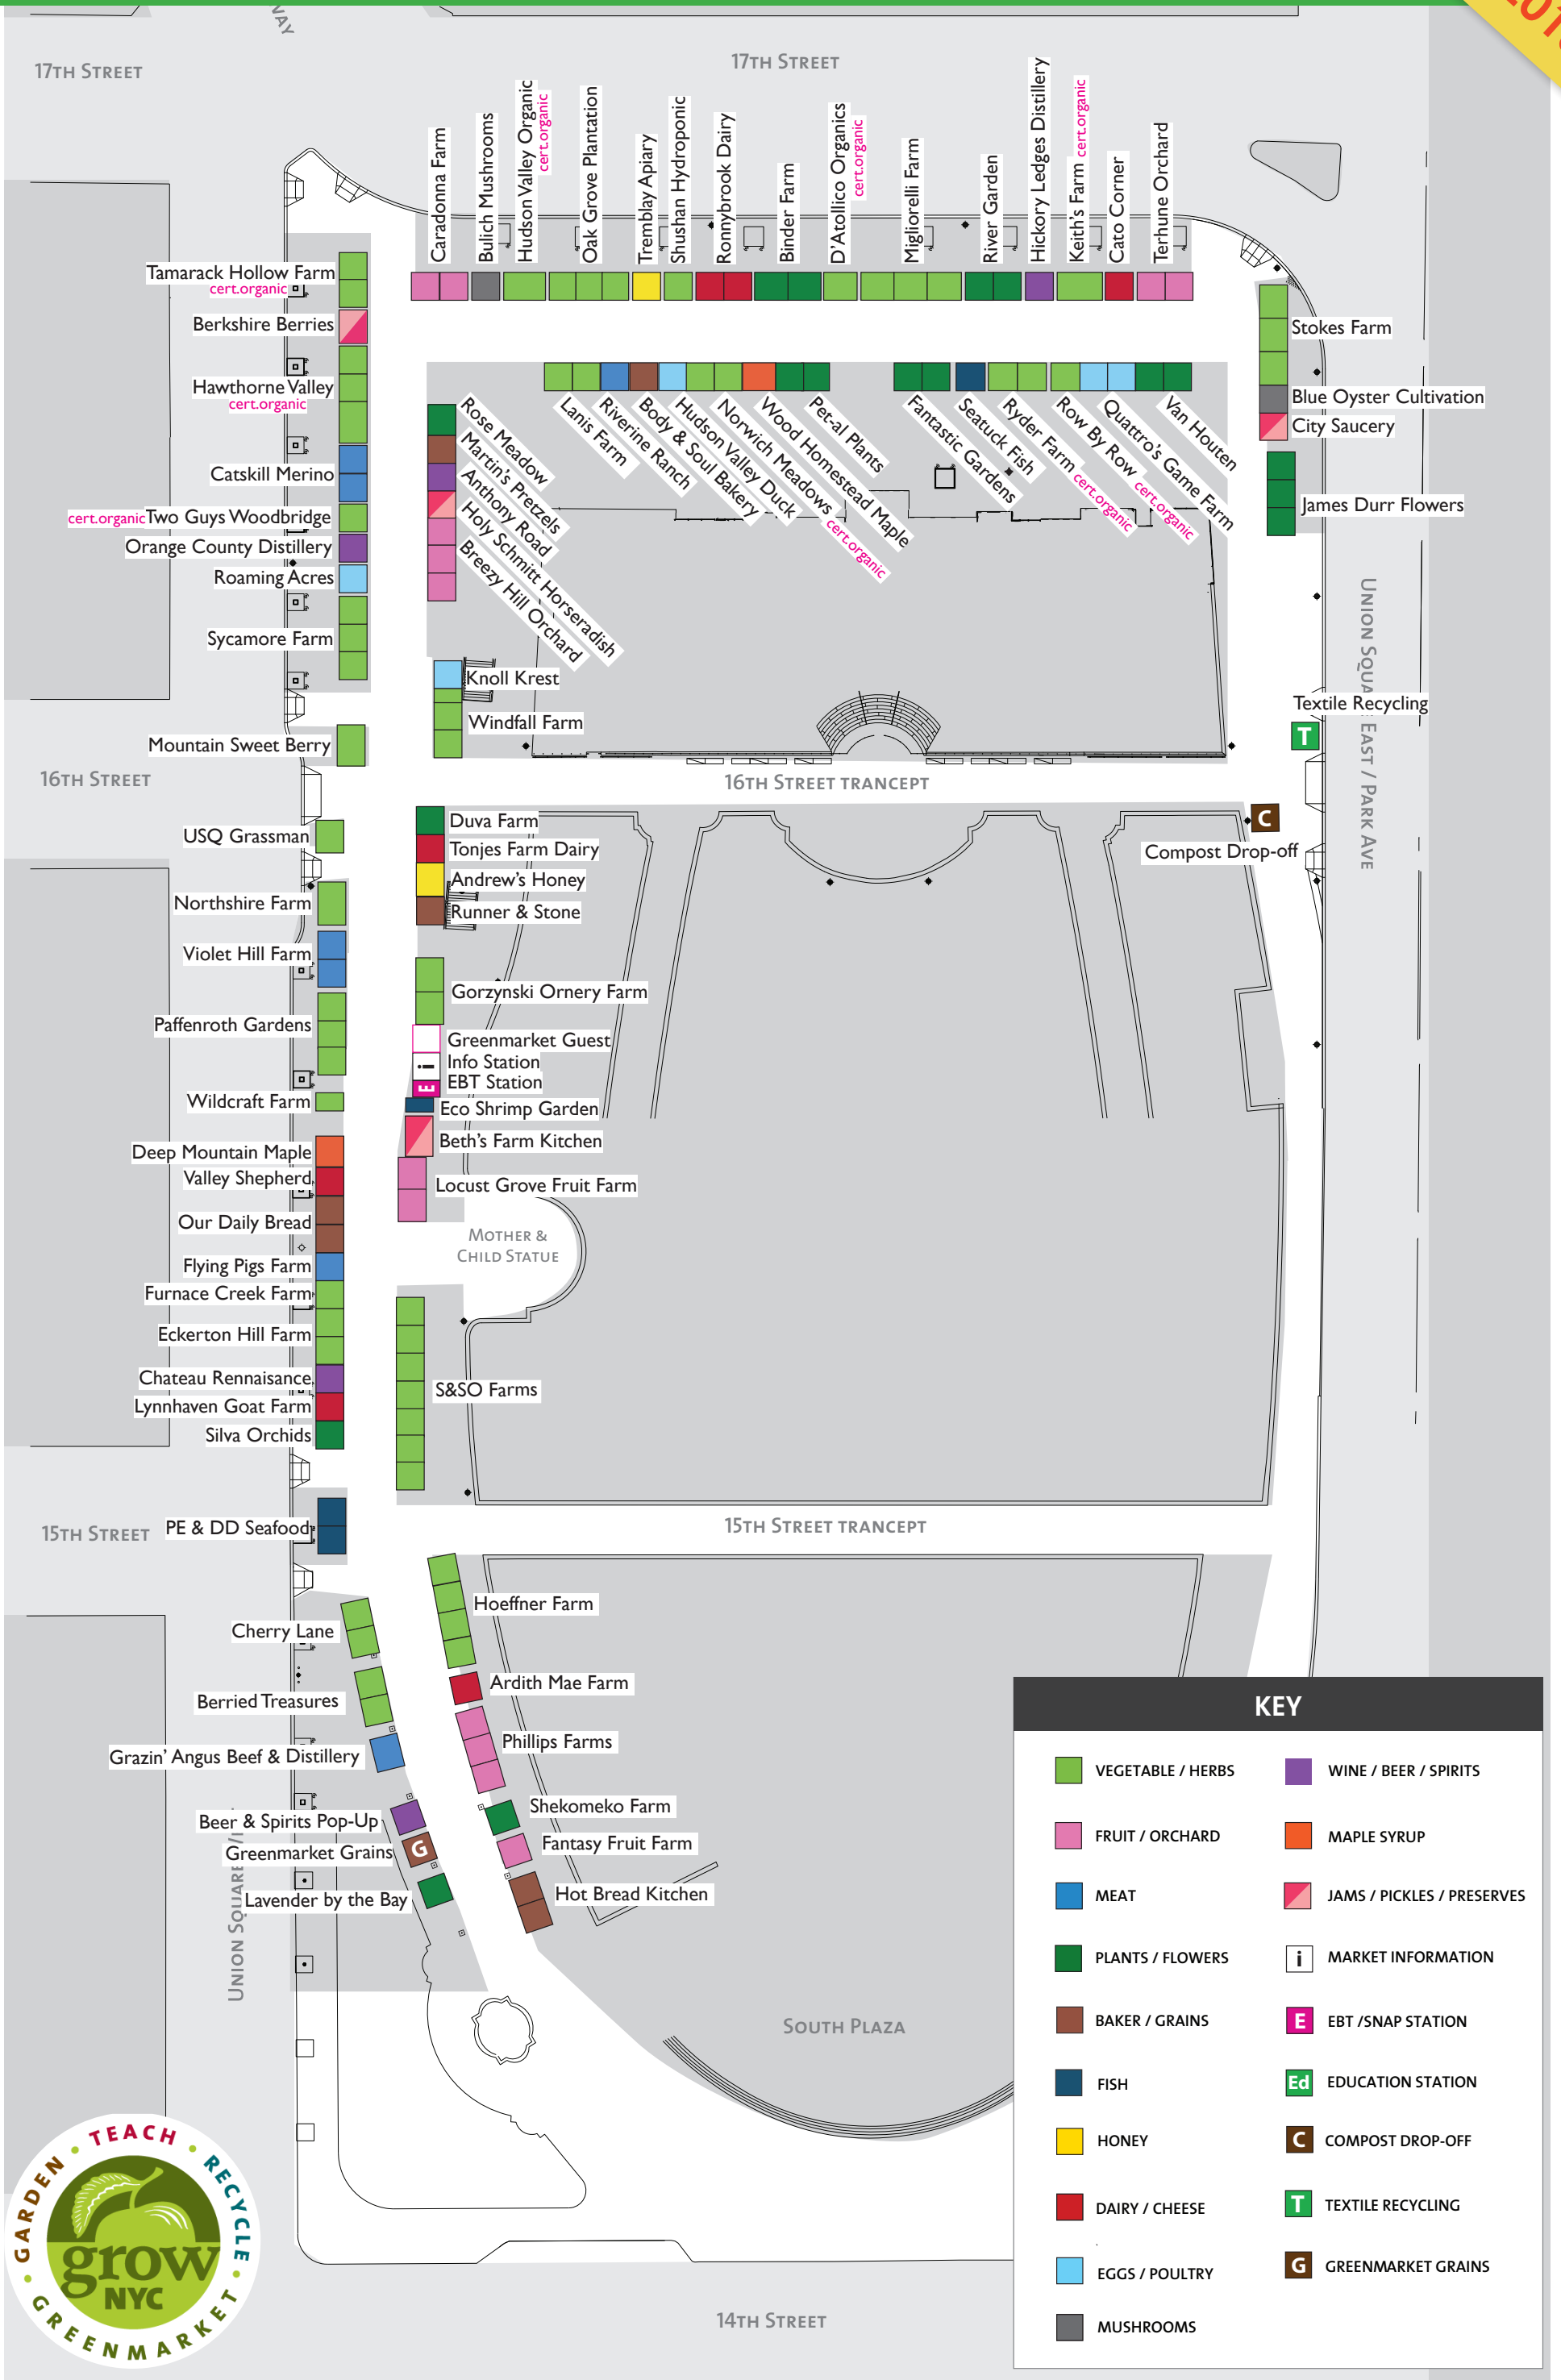 WAY
17TH STREET
17TH STREET
Caradonna Farm
Bulich Mushrooms
Hudson Valley Organic
cert.organic
Oak Grove Plantation
Tremblay Apiary
Shushan Hydroponic
Ronnybrook Dairy
Binder Farm
D'Atollico Organics
cert.organic
Migliorelli Farm
River Garden
Hickory Ledges Distillery
Keith's Farm cert.organic
Cato Corner
Terhune Orchard
Tamarack Hollow Farm
cert.organic
Berkshire Berries
Hawthorne Valley
cert.organic
Catskill Merino
cert.organicTwo Guys Woodbridge
Orange County Distillery
Roaming Acres
Sycamore Farm
Mountain Sweet Berry
16TH STREET
Rose Meadow
Martin's Pretzels
Anthony Road
Holy Schmitt Horseradish
Breezy Hill Orchard
Knoll Krest
Windfall Farm
Lanis Farm
Riverine Ranch
Body & Soul Bakery
Hudson Valley Duck
Norwich Meadows cert.organic
Wood Homestead Maple
Pet-al Plants
Fantastic Gardens
Seatuck Fish
Ryder Farm cert.organic
Row By Row cert.organic
Quattro's Game Farm
Van Houten
Stokes Farm
Blue Oyster Cultivation
City Saucery
James Durr Flowers
Textile Recycling
T
16TH STREET TRANCEPT
C
Compost Drop-off
USQ Grassman
Northshire Farm
Violet Hill Farm
Paffenroth Gardens
Wildcraft Farm
Deep Mountain Maple
Valley Shepherd
Our Daily Bread
Flying Pigs Farm
Furnace Creek Farm
Eckerton Hill Farm
Chateau Rennaisance
Lynnhaven Goat Farm
Silva Orchids
Duva Farm
Tonjes Farm Dairy
Andrew's Honey
Runner & Stone
Gorzynski Ornery Farm
Greenmarket Guest
i
Info Station
E
EBT Station
Eco Shrimp Garden
Beth's Farm Kitchen
Locust Grove Fruit Farm
MOTHER &
CHILD STATUE
S&SO Farms
15TH STREET
PE & DD Seafood
15TH STREET TRANCEPT
Cherry Lane
Berried Treasures
Grazin' Angus Beef & Distillery
Beer & Spirits Pop-Up
Greenmarket Grains
G
Lavender by the Bay
Hoeffner Farm
Ardith Mae Farm
Phillips Farms
Shekomeko Farm
Fantasy Fruit Farm
Hot Bread Kitchen
UNION SQUARE
SOUTH PLAZA
14TH STREET
KEY
VEGETABLE / HERBS
FRUIT / ORCHARD
MEAT
PLANTS / FLOWERS
BAKER / GRAINS
FISH
HONEY
DAIRY / CHEESE
EGGS / POULTRY
MUSHROOMS
WINE / BEER / SPIRITS
MAPLE SYRUP
JAMS / PICKLES / PRESERVES
i MARKET INFORMATION
E EBT /SNAP STATION
Ed EDUCATION STATION
C COMPOST DROP-OFF
T TEXTILE RECYCLING
G GREENMARKET GRAINS
GARDEN • TEACH • RECYCLE • GREENMARKET •
grow
NYC